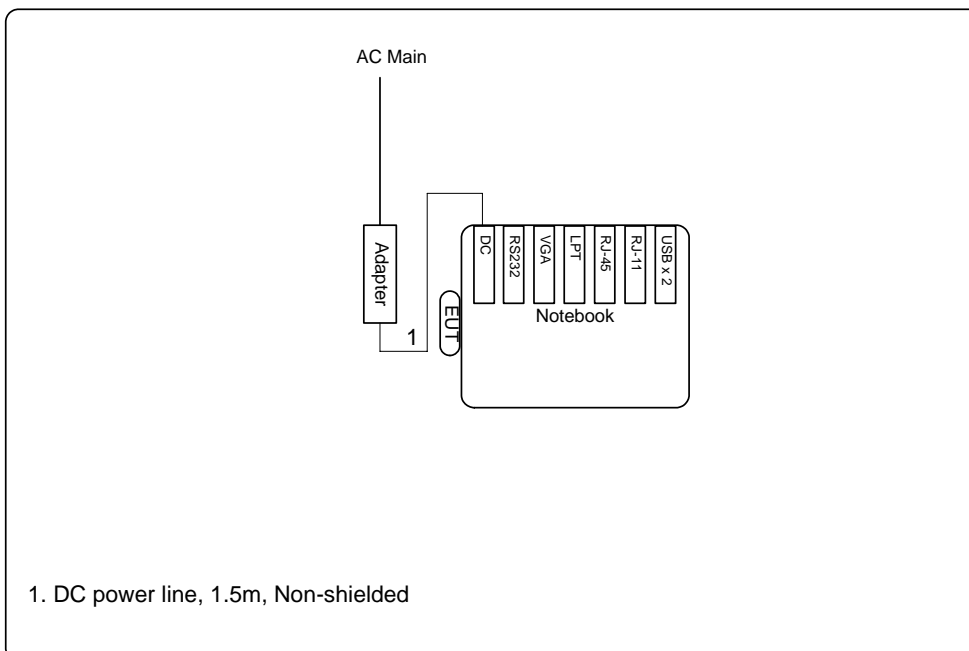 AC Main
Adapter
1
EUT
DC
RS232
VGA
LPT
RJ-45
RJ-11
USB x 2
Notebook
1. DC power line, 1.5m, Non-shielded